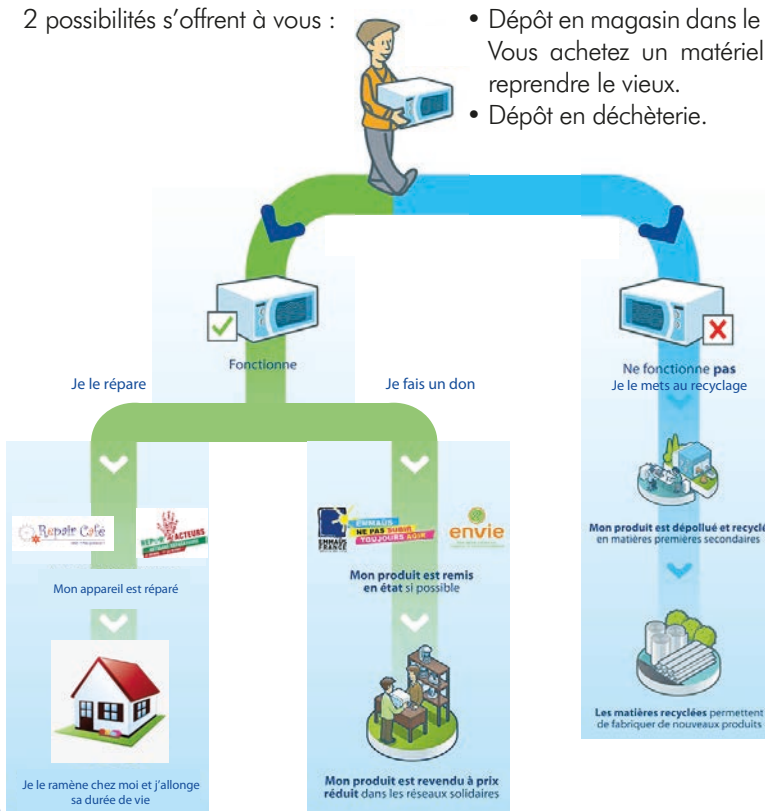 2 possibilités s’offrent à vous :
• Dépôt en magasin dans le
Vous achetez un matériel
reprendre le vieux.
• Dépôt en déchèterie.
Fonctionne
Ne fonctionne pas
Je le mets au recyclage
Je le répare
Je fais un don
Repair Café
REPAR'ACTEURS
EMMAÜS
FRANCE
EMMAÜS
NE PAS SUBIR
TOUJOURS AGIR
envie
Mon appareil est réparé
Mon produit est remis
en état si possible
Mon produit est dépollué et recyclé
en matières premières secondaires
Je le ramène chez moi et j’allonge
sa durée de vie
Mon produit est revendu à prix
réduit dans les réseaux solidaires
Les matières recyclées permettent
de fabriquer de nouveaux produits